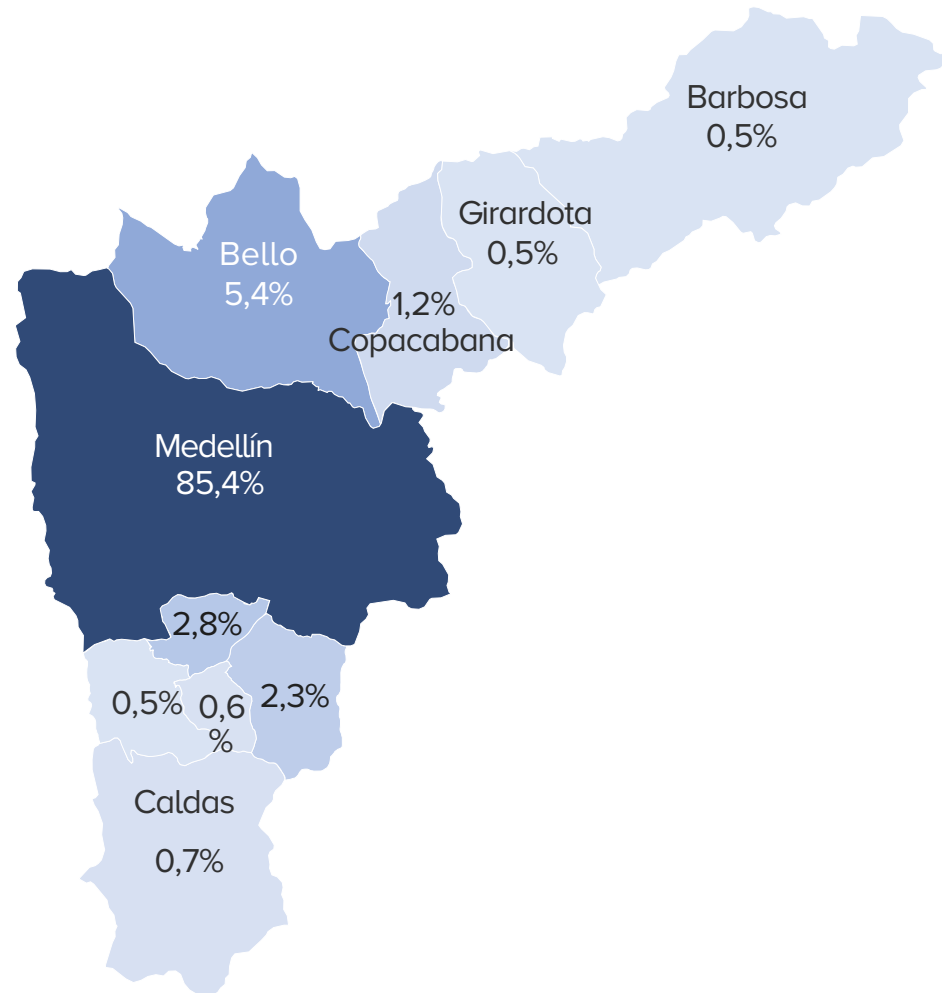 Barbosa
0,5%
Girardota
0,5%
Bello
5,4%
1,2%
Copacabana
Medellín
85,4%
2,8%
0,5%
0,6
%
2,3%
Caldas
0,7%